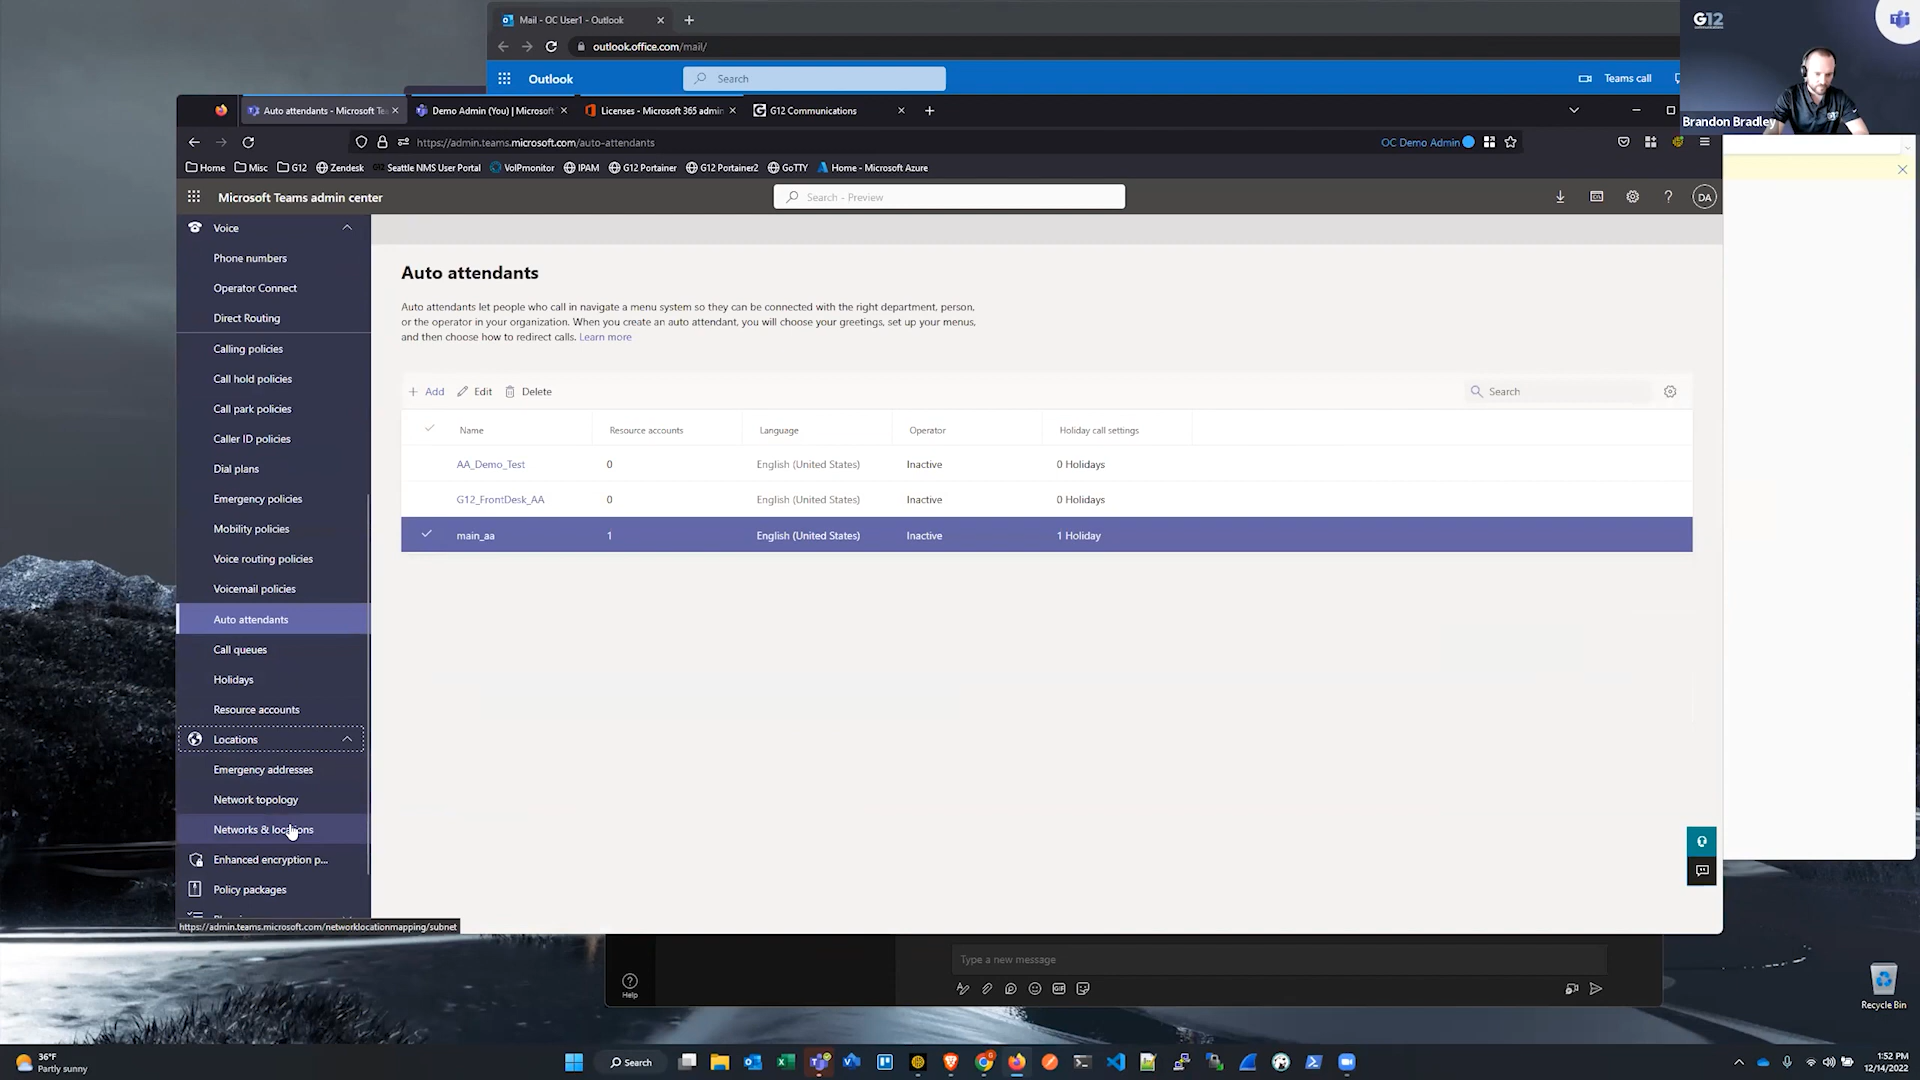 Mail - OC User1 - Outlook
outlook.office.com/mail/
Outlook
Search
Teams call
G12
Brandon Bradley
Auto attendants - Microsoft Te
Demo Admin (You) | Microsoft
Licenses - Microsoft 365 admin
G12 Communications
https://admin.teams.microsoft.com/auto-attendants
OC Demo Admin
Home
Misc
G12
Zendesk
Seattle NMS User Portal
VoIPmonitor
IPAM
G12 Portainer
G12 Portainer2
GoTTY
Home - Microsoft Azure
Microsoft Teams admin center
Search - Preview
DA
Voice
Phone numbers
Operator Connect
Direct Routing
Calling policies
Call hold policies
Call park policies
Caller ID policies
Dial plans
Emergency policies
Mobility policies
Voice routing policies
Voicemail policies
Auto attendants
Call queues
Holidays
Resource accounts
Locations
Emergency addresses
Network topology
Networks & locations
Enhanced encryption p...
Policy packages
https://admin.teams.microsoft.com/networklocationmapping/subnet
Auto attendants
Auto attendants let people who call in navigate a menu system so they can be connected with the right department, person,
or the operator in your organization. When you create an auto attendant, you will choose your greetings, set up your menus,
and then choose how to redirect calls. Learn more
Add
Edit
Delete
Search
Name
Resource accounts
Language
Operator
Holiday call settings
AA_Demo_Test
0
English (United States)
Inactive
0 Holidays
G12_FrontDesk_AA
0
English (United States)
Inactive
0 Holidays
main_aa
1
English (United States)
Inactive
1 Holiday
Type a new message
Help
GIF
Recycle Bin
36°F
Partly sunny
Search
1:52 PM
12/14/2022